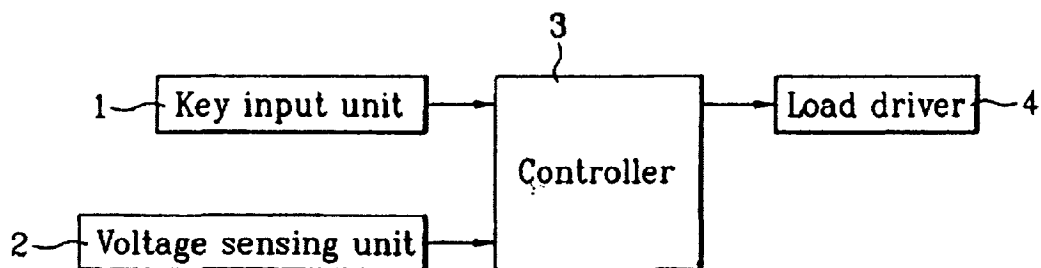 3
1 Key input unit
Load driver 4
Controller
2 Voltage sensing unit